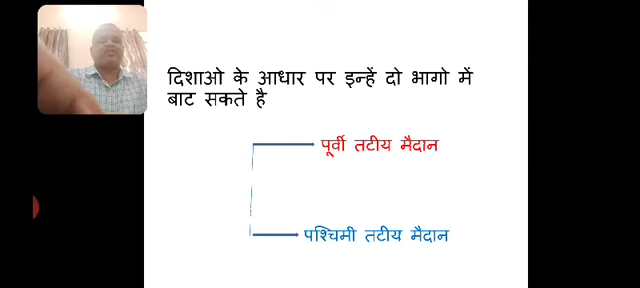 दिशाओ के आधार पर इन्हें दो भागो में
बाट सकते है
पूर्वी तटीय मैदान
पश्चिमी तटीय मैदान